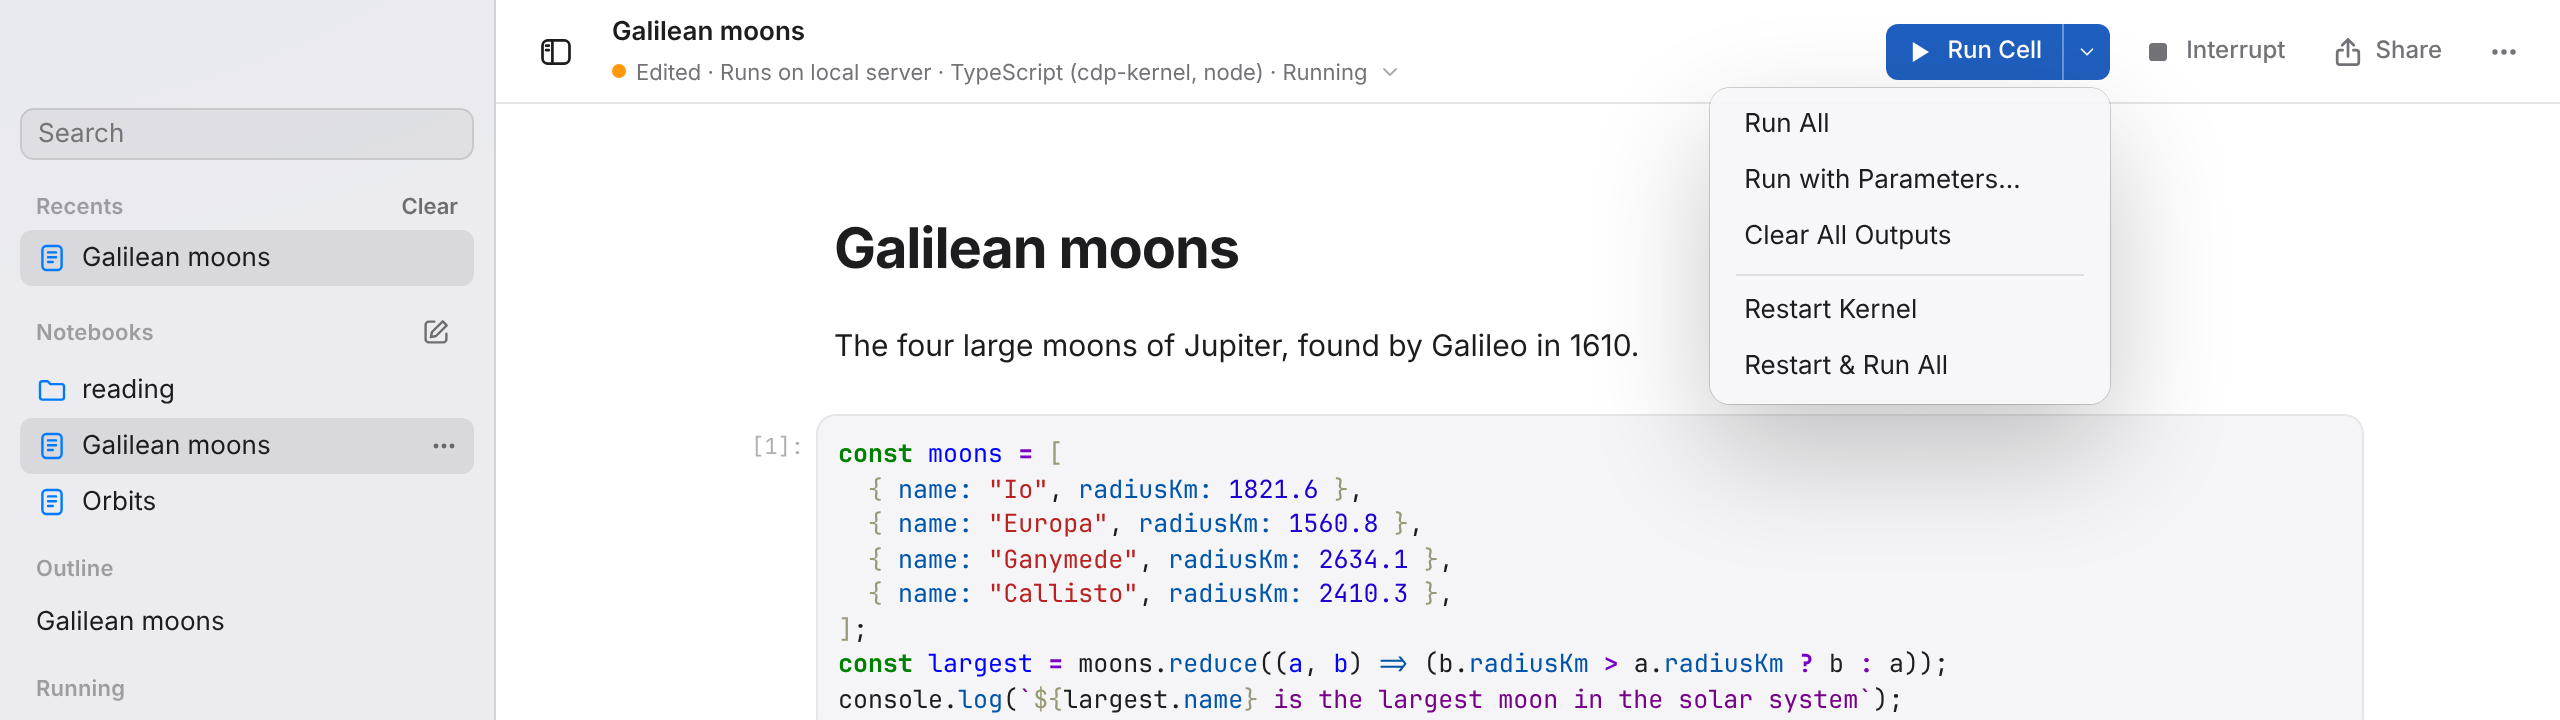 Search
Recents
Clear
Galilean moons
Notebooks
reading
Galilean moons
Orbits
Outline
Galilean moons
Running
Galilean moons
Edited · Runs on local server · TypeScript (cdp-kernel, node) · Running
Run Cell
Interrupt
Share
Run All
Run with Parameters...
Clear All Outputs
Restart Kernel
Restart & Run All
Galilean moons
The four large moons of Jupiter, found by Galileo in 1610.
[1]:
const moons = [
  { name: "Io", radiusKm: 1821.6 },
  { name: "Europa", radiusKm: 1560.8 },
  { name: "Ganymede", radiusKm: 2634.1 },
  { name: "Callisto", radiusKm: 2410.3 },
];
const largest = moons.reduce((a, b) => (b.radiusKm > a.radiusKm ? b : a));
console.log(`${largest.name} is the largest moon in the solar system`);